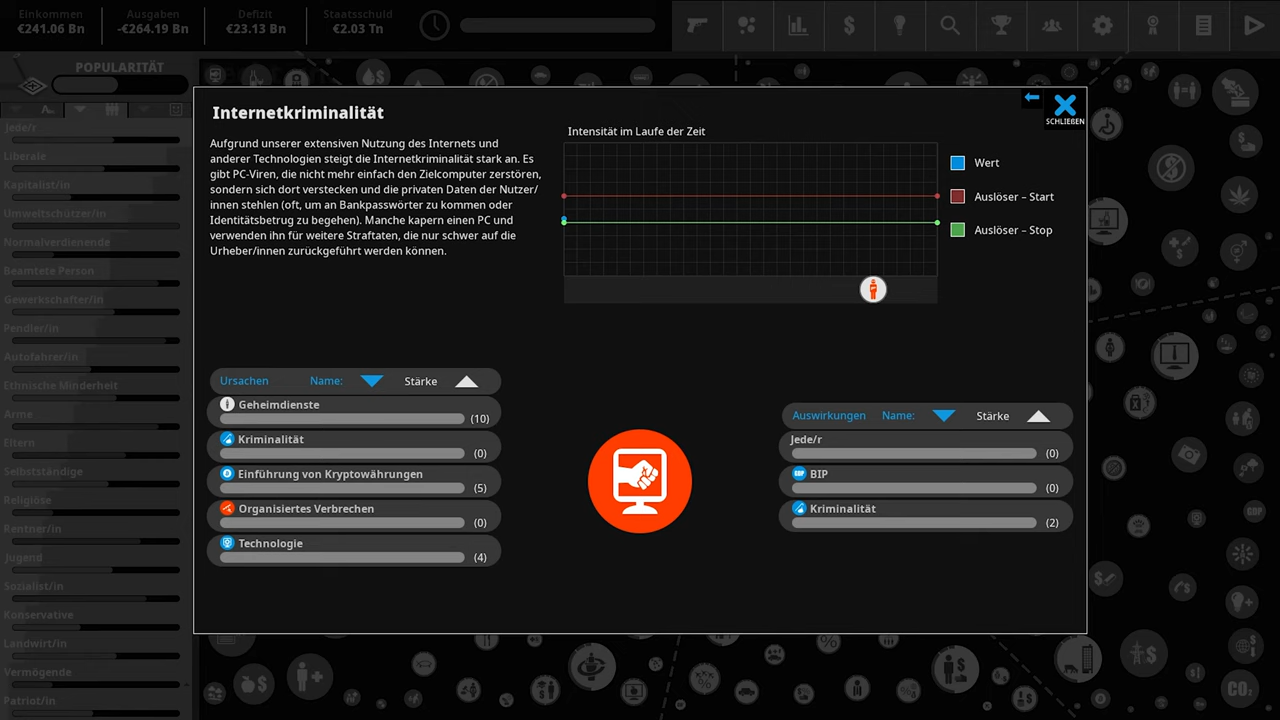 Einkommen
€241.06 Bn
Ausgaben
-€264.19 Bn
Defizit
€23.13 Bn
Staatsschuld
€2.03 Tn
POPULARITÄT
Jede/r
Liberale
Kapitalist/in
Umweltschütz/in
Normalverdienende
Beamtete Person
Gewerkschafter/in
Pendler/in
Autofahrer/in
Ethnische Minderheit
Arme
Eltern
Selbstständige
Religiöse
Rentner/in
Jugend
Sozialist/in
Konservative
Landwirt/in
Vermögende
Patriot/in
Internetkriminalität
SCHLIEẞEN
Aufgrund unserer extensiven Nutzung des Internets und
anderer Technologien steigt die Internetkriminalität stark an. Es
gibt PC-Viren, die nicht mehr einfach den Zielcomputer zerstören,
sondern sich dort verstecken und die privaten Daten der Nutzer/
innen stehlen (oft, um an Bankpasswörter zu kommen oder
Identitätsbetrug zu begehen). Manche kapern einen PC und
verwenden ihn für weitere Straftaten, die nur schwer auf die
Urheber/innen zurückgeführt werden können.
Intensität im Laufe der Zeit
Wert
Auslöser – Start
Auslöser – Stop
Ursachen Name: Stärke
Geheimdienste
(10)
Kriminalität
(0)
Einführung von Kryptowährungen
(5)
Organisiertes Verbrechen
(0)
Technologie
(4)
Auswirkungen Name: Stärke
Jede/r
(0)
BIP
(0)
Kriminalität
(2)